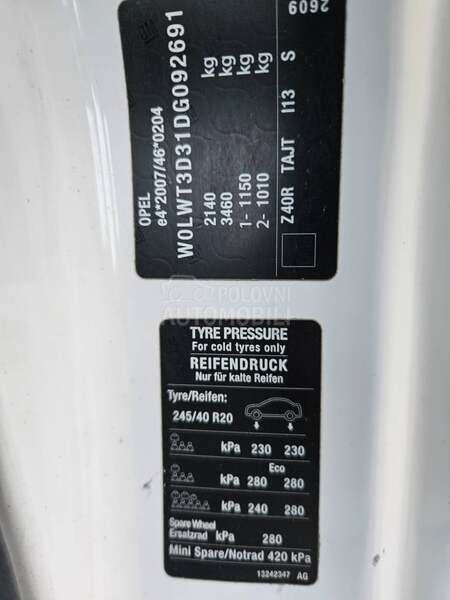 OPEL
e4*2007/46*0204
W0LWT3D31DG092691
2140 kg
3460 kg
1- 1150 kg
2- 1010 kg
Z40R TAJT I13 S
2609
POLOVNI
AUTOMOBILI
TYRE PRESSURE
For cold tyres only
REIFENDRUCK
Nur für kalte Reifen
Tyre/Reifen:
245/40 R20
kPa 230 230
Eco
kPa 280 280
kPa 240 280
Spare Wheel
Ersatzrad kPa 280
Mini Spare/Notrad 420 kPa
13242347 AG